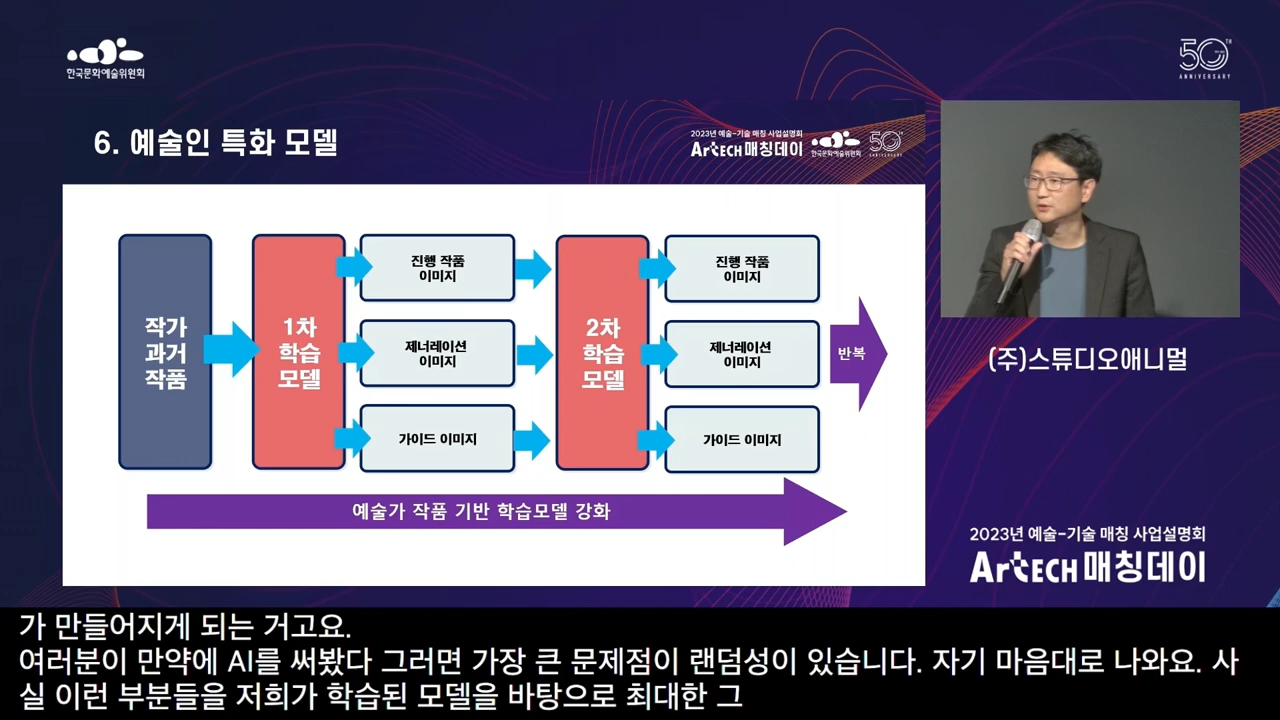 한국문화예술위원회
50TH
ANNIVERSARY
6. 예술인 특화 모델
2023년 예술-기술 매칭 사업설명회
ArtECH매칭데이
한국문화예술위원회
50TH
ANNIVERSARY
작가
과거
작품
1차
학습
모델
진행 작품
이미지
제너레이션
이미지
가이드 이미지
2차
학습
모델
진행 작품
이미지
제너레이션
이미지
가이드 이미지
반복
예술가 작품 기반 학습모델 강화
(주)스튜디오애니멀
2023년 예술-기술 매칭 사업설명회
ArtECH매칭데이
가 만들어지게 되는 거고요.
여러분이 만약에 AI를 써봤다 그러면 가장 큰 문제점이 랜덤성이 있습니다. 자기 마음대로 나와요. 사
실 이런 부분들을 저희가 학습된 모델을 바탕으로 최대한 그